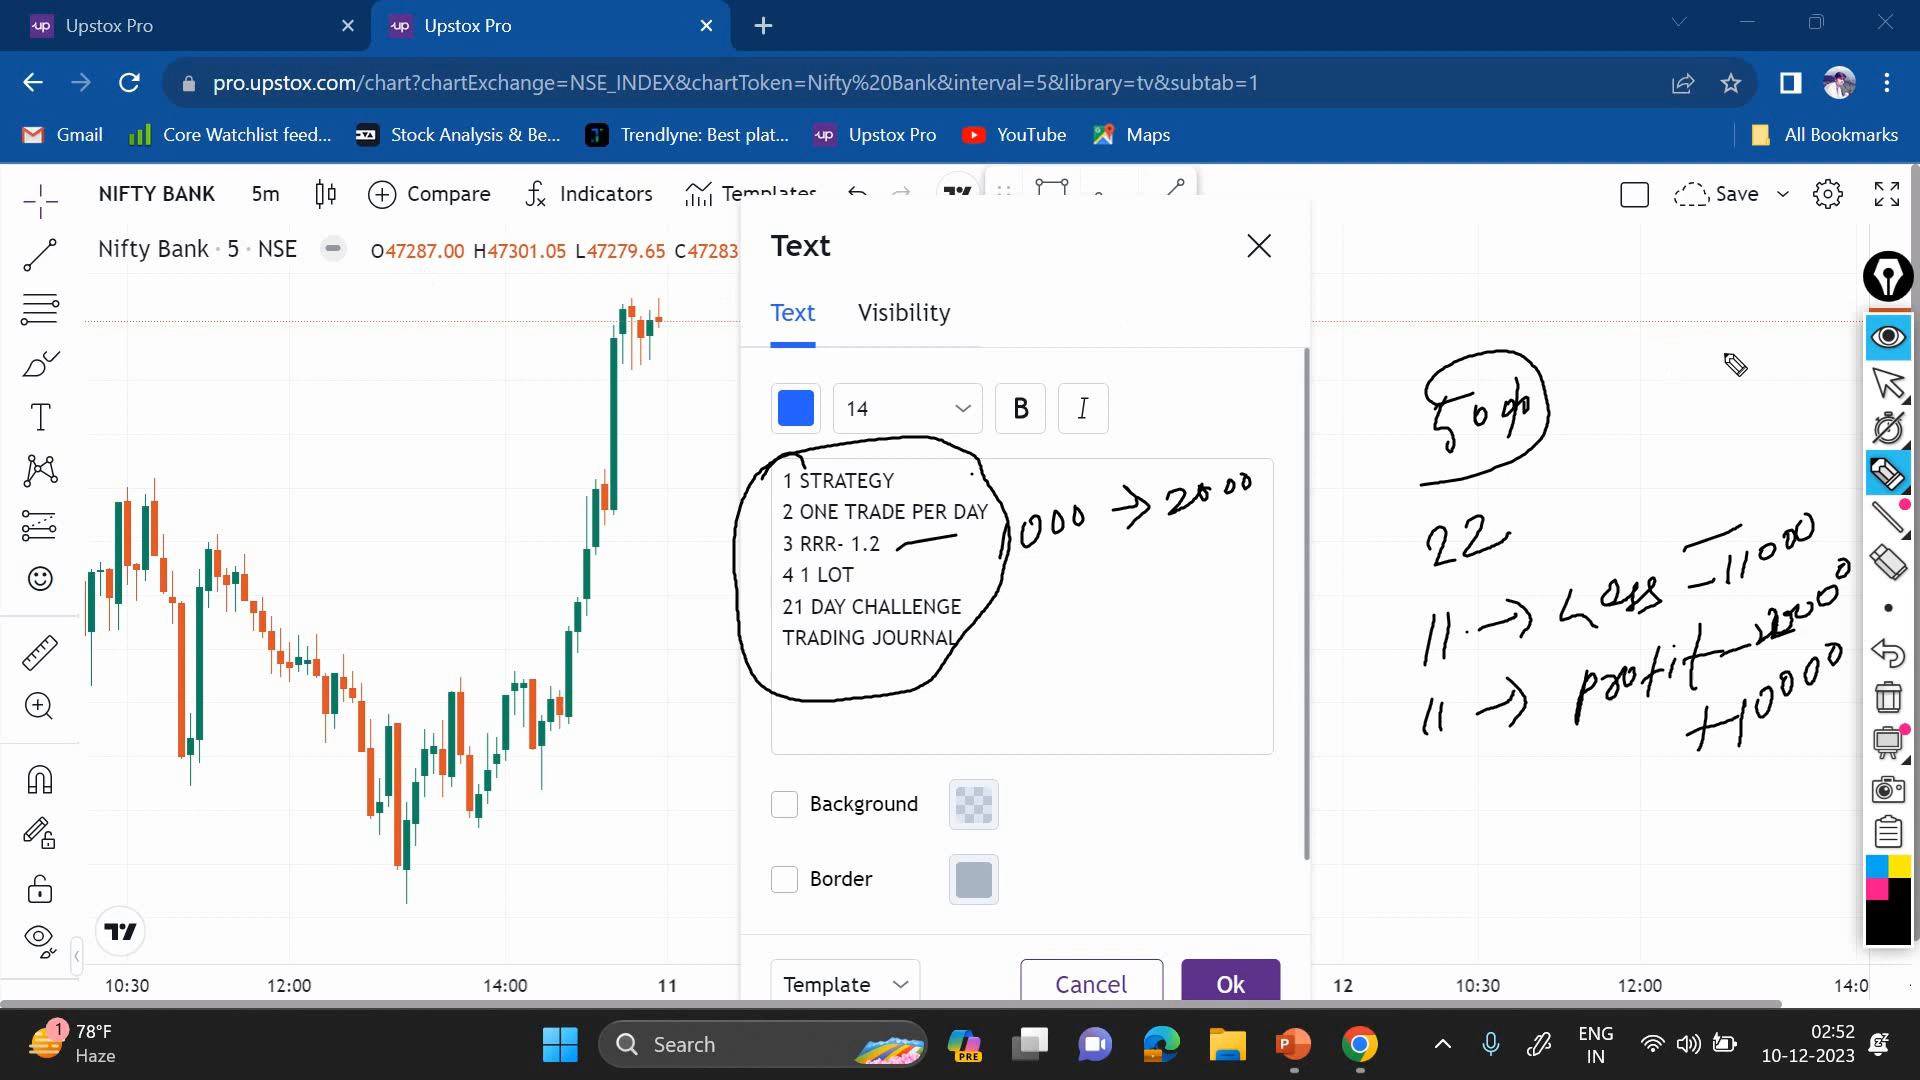 Upstox Pro
Upstox Pro
pro.upstox.com/chart?chartExchange=NSE_INDEX&chartToken=Nifty%20Bank&interval=5&library=tv&subtab=1
Gmail
Core Watchlist feed...
Stock Analysis & Be...
Trendlyne: Best plat...
Upstox Pro
YouTube
Maps
All Bookmarks
NIFTY BANK
5m
Compare
Indicators
Templates
Save
Nifty Bank · 5 · NSE
O47287.00 H47301.05 L47279.65 C47283
Text
Text
Visibility
14
B
I
1 STRATEGY
2 ONE TRADE PER DAY
3 RRR- 1.2
4 1 LOT
21 DAY CHALLENGE
TRADING JOURNAL
1000 → 2000
50%
22
11 → Loss - 11000
11 → profit - 22000
+10000
Background
Border
Template
Cancel
Ok
10:30
12:00
14:00
11
12
10:30
12:00
14:0
1
78°F
Haze
Search
PRE
ENG
IN
02:52
10-12-2023